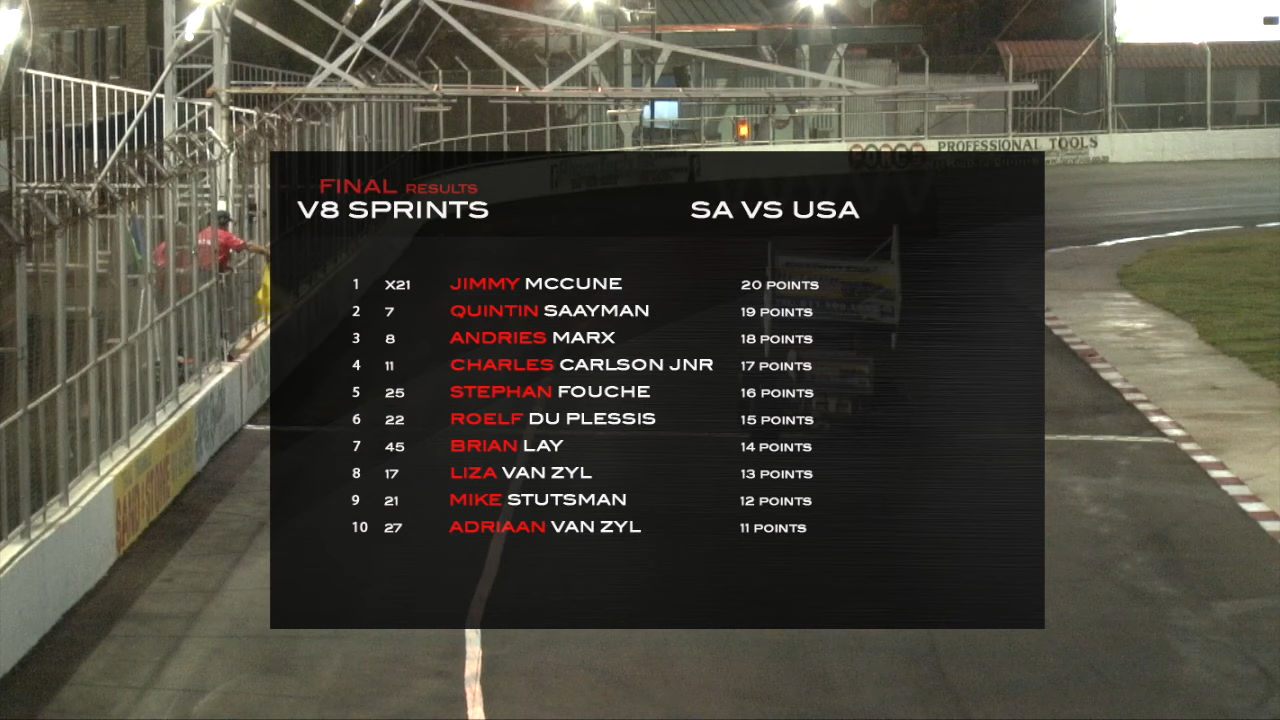 PROFESSIONAL TOOLS
FINAL RESULTS
V8 SPRINTS
SA VS USA
1 X21 JIMMY MCCUNE 20 POINTS
2 7 QUINTIN SAAYMAN 19 POINTS
3 8 ANDRIES MARX 18 POINTS
4 11 CHARLES CARLSON JNR 17 POINTS
5 25 STEPHAN FOUCHE 16 POINTS
6 22 ROELF DU PLESSIS 15 POINTS
7 45 BRIAN LAY 14 POINTS
8 17 LIZA VAN ZYL 13 POINTS
9 21 MIKE STUTSMAN 12 POINTS
10 27 ADRIAAN VAN ZYL 11 POINTS